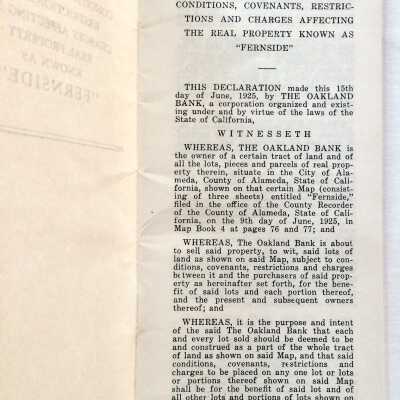 CONDITIONS, COVENANTS, RESTRIC-
TIONS AND CHARGES AFFECTING
THE REAL PROPERTY KNOWN AS
"FERNSIDE"
THIS DECLARATION made this 15th
day of June, 1925, by THE OAKLAND
BANK, a corporation organized and exist-
ing under and by virtue of the laws of the
State of California,
WITNESSETH
WHEREAS, THE OAKLAND BANK is
the owner of a certain tract of land and of
all the lots, pieces and parcels of real prop-
erty therein, situate in the City of Ala-
meda, County of Alameda, State of Cali-
fornia, shown on that certain Map (consist-
ing of three sheets) entitled "Fernside,"
filed in the office of the County Recorder
of the County of Alameda, State of Cali-
fornia, on the 9th day of June, 1925, in
Map Book 4 at pages 76 and 77; and
WHEREAS, The Oakland Bank is about
to sell said property, to wit, said lots of
land as shown on said Map, subject to con-
ditions, covenants, restrictions and charges
between it and the purchasers of said prop-
erty as hereinafter set forth, for the bene-
fit of said lots and each portion thereof,
and the present and subsequent owners
thereof; and
WHEREAS, it is the purpose and intent
of the said The Oakland Bank that each
and every lot sold should be deemed to be
and construed as a part of the whole tract
of land as shown on said Map, and that said
conditions, covenants, restrictions and
charges to be placed on any one lot or lots
or portions thereof shown on said Map
shall be for the benefit of said lot and of
all other lots and portions of lots shown on